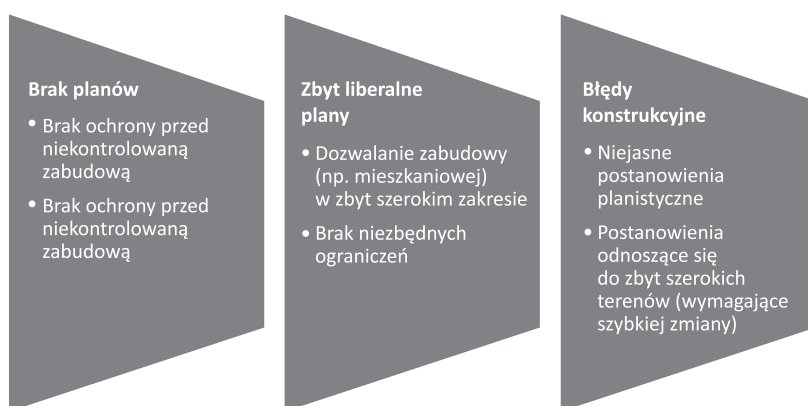 Brak planów
• Brak ochrony przed
niekontrolowaną
zabudową
• Brak ochrony przed
niekontrolowaną
zabudową
Zbyt liberalne
plany
• Dozwalanie zabudowy
(np. mieszkaniowej)
w zbyt szerokim zakresie
• Brak niezbędnych
ograniczeń
Błędy
konstrukcyjne
• Niejasne
postanowienia
planistyczne
• Postanowienia
odnoszące się
do zbyt szerokich
terenów (wymagające
szybkiej zmiany)